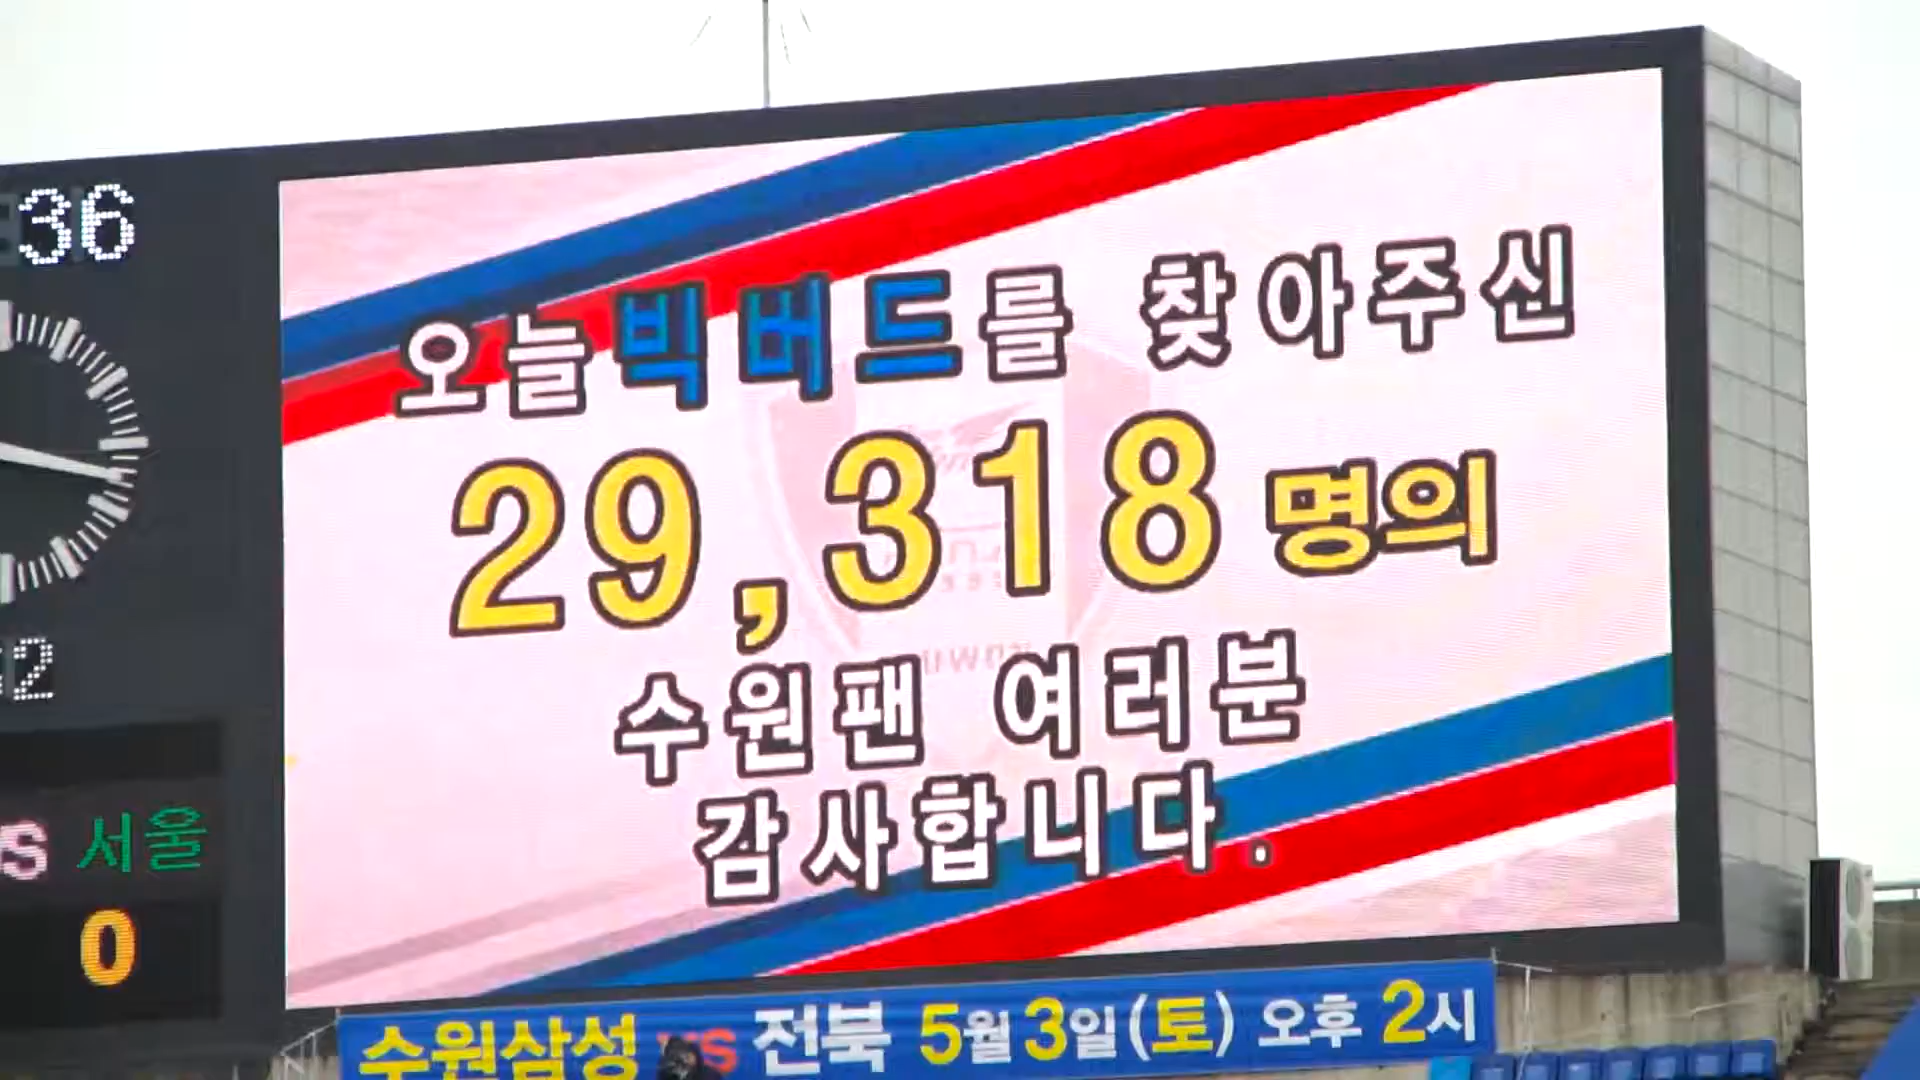 36
오늘빅버드를 찾아주신
29,318명의
수원팬 여러분
감사합니다.
2
VS 서울
0
수원삼성 vs 전북 5월3일(토) 오후 2시